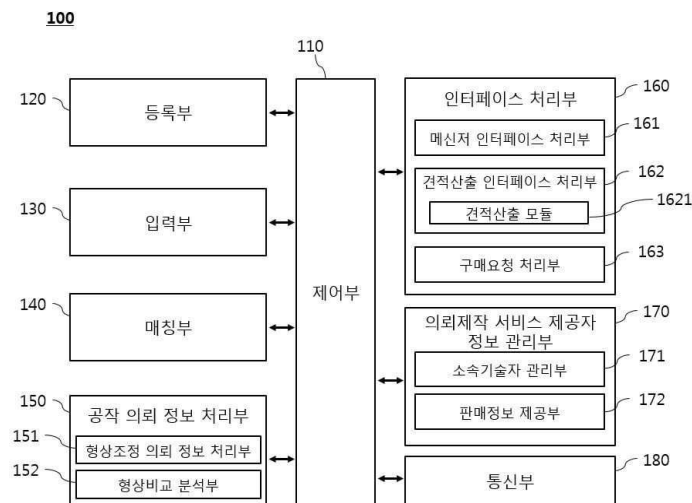 100
110
120
등록부
130
입력부
140
매칭부
150
공작 의뢰 정보 처리부
151
형상조정 의뢰 정보 처리부
152
형상비교 분석부
제어부
인터페이스 처리부
160
메신저 인터페이스 처리부
161
견적산출 인터페이스 처리부
162
견적산출 모듈
1621
구매요청 처리부
163
의뢰제작 서비스 제공자
정보 관리부
170
소속기술자 관리부
171
판매정보 제공부
172
통신부
180